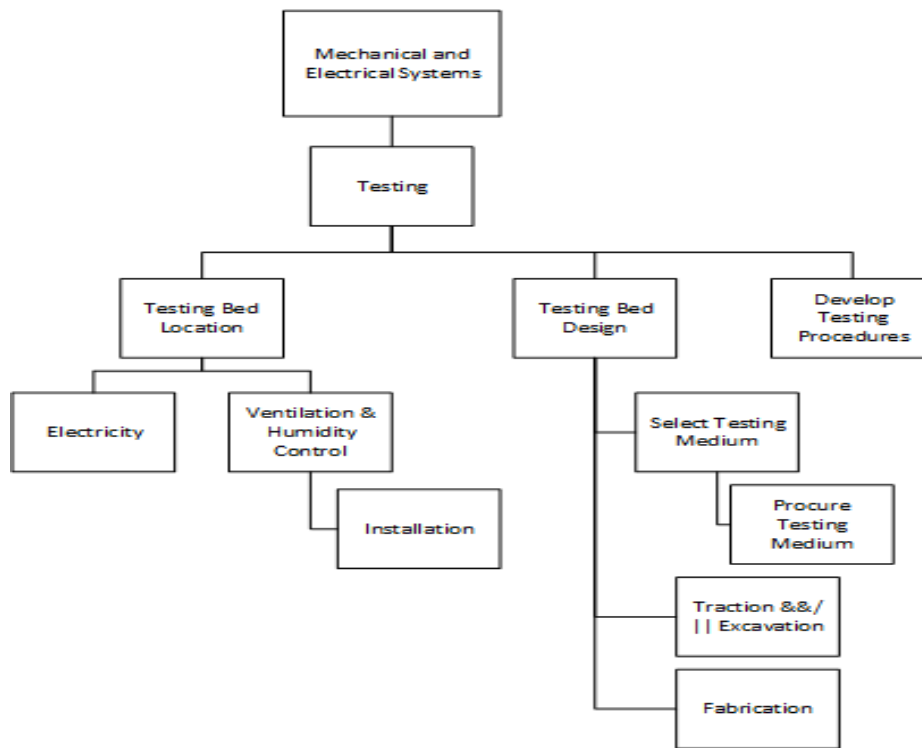 Mechanical and
Electrical Systems
Testing
Testing Bed
Location
Testing Bed
Design
Develop
Testing
Procedures
Electricity
Ventilation &
Humidity
Control
Select Testing
Medium
Installation
Procure
Testing
Medium
Traction &&/
|| Excavation
Fabrication